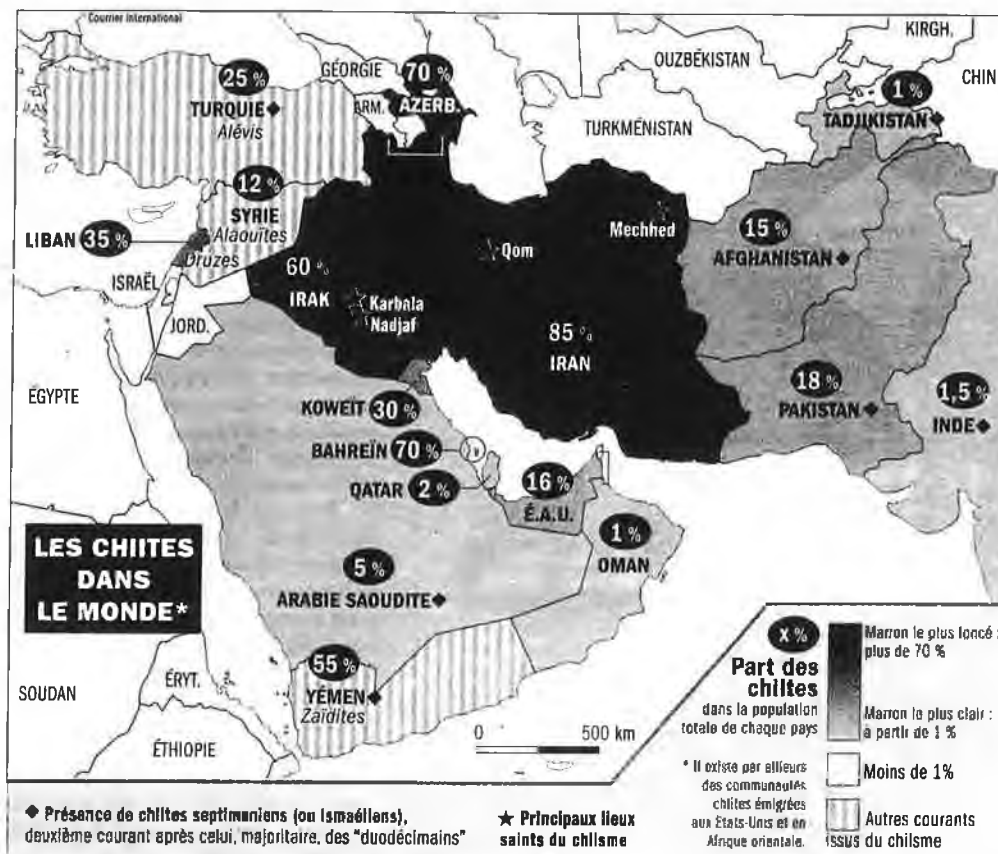 Courrier International
KIRGH.
OUZBÉKISTAN
CHIN
GÉORGIE
70 %
25 %
1 %
TURQUIE
Alévis
ARM.
AZERB.
TURKMÉNISTAN
TADJIKISTAN
12 %
SYRIE
Alaouites
Mechhed
LIBAN 35 %
Druzes
Qom
15 %
AFGHANISTAN
ISRAËL
60 %
IRAK
Karbala
Nadjaf
JORD.
85 %
IRAN
ÉGYPTE
18 %
PAKISTAN
1,5 %
INDE
KOWEÏT 30 %
BAHREÏN 70 %
QATAR 2 %
16 %
É.A.U.
1 %
OMAN
LES CHIITES
DANS
LE MONDE*
5 %
ARABIE SAOUDITE
55 %
YÉMEN
Zaïdites
SOUDAN
ÉRYT.
ÉTHIOPIE
0 500 km
X %
Part des
chiites
dans la population
totale de chaque pays
Marron le plus foncé :
plus de 70 %
Marron le plus clair :
à partir de 1 %
Moins de 1%
Autres courants
issus du chiisme
* Il existe par ailleurs
des communautés
chiites émigrées
aux États-Unis et en
Afrique orientale.
◆ Présence de chiites septimaniens (ou Ismaéliens),
deuxième courant après celui, majoritaire, des "duodécimains"
★ Principaux lieux
saints du chiisme